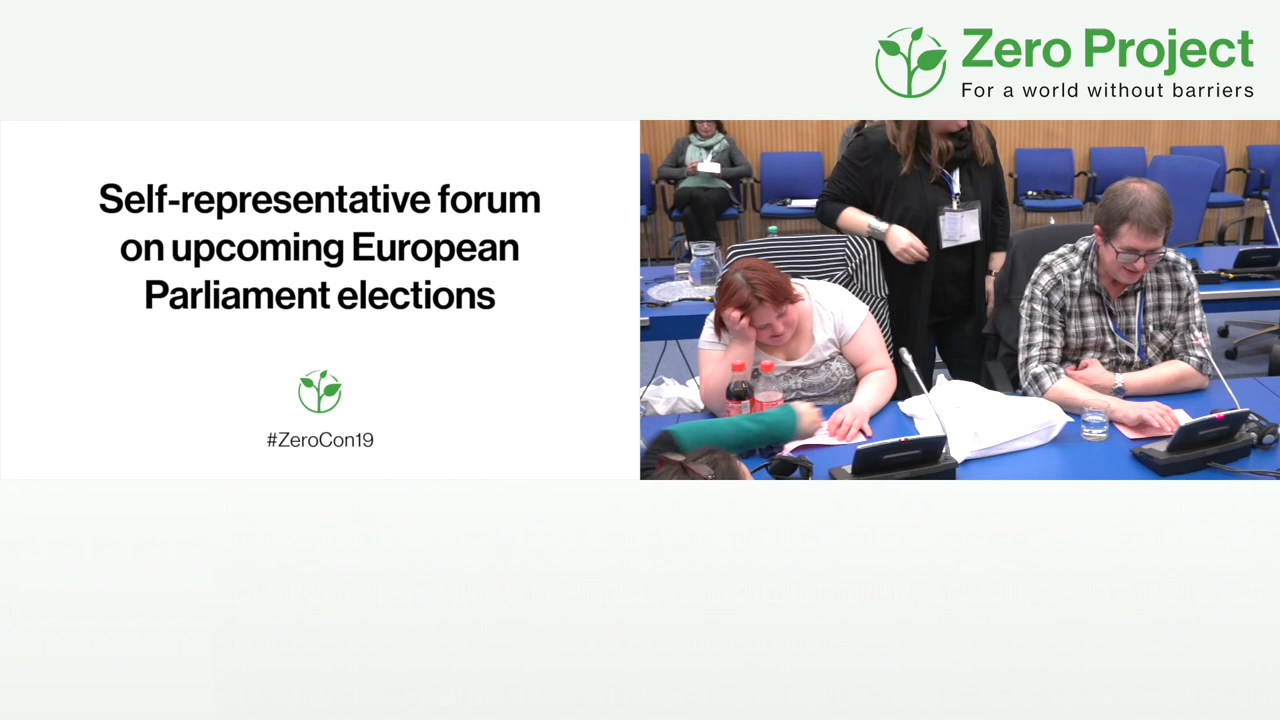 Zero Project
For a world without barriers
Self-representative forum
on upcoming European
Parliament elections
#ZeroCon19